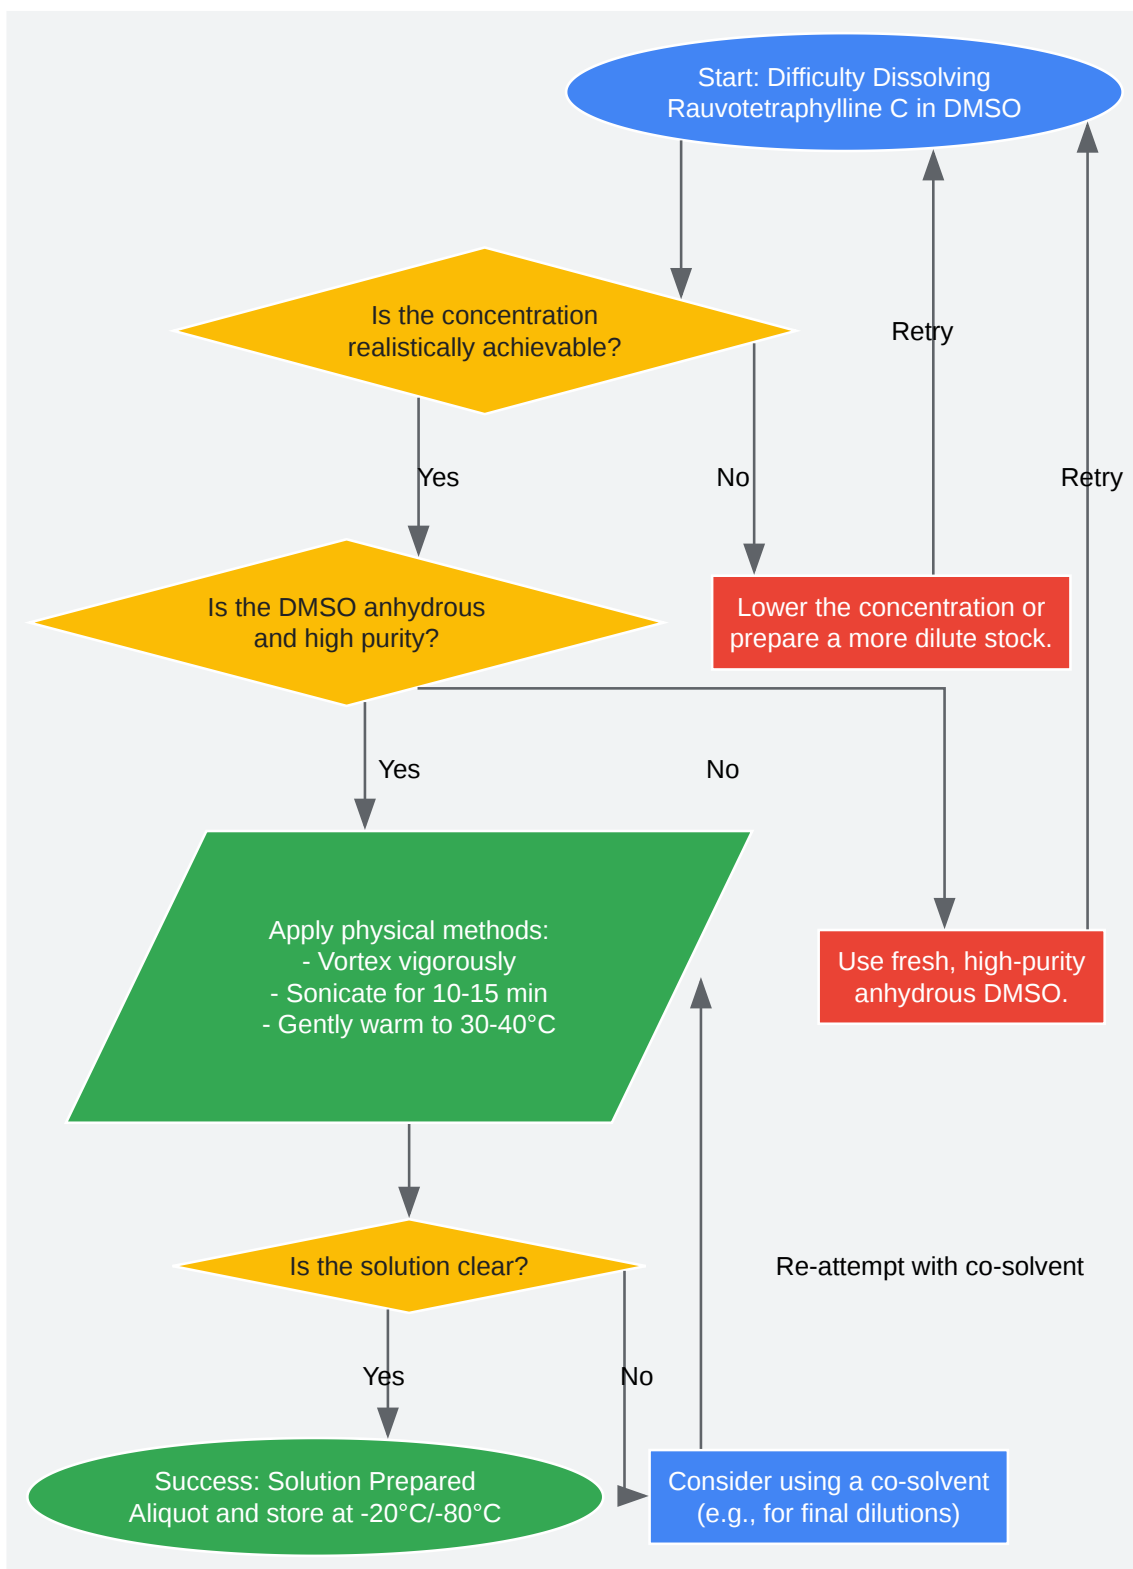 Start: Difficulty Dissolving
Rauvotetraphylline C in DMSO
Is the concentration
realistically achievable?
Retry
Yes
No
Retry
Is the DMSO anhydrous
and high purity?
Lower the concentration or
prepare a more dilute stock.
Yes
No
Apply physical methods:
- Vortex vigorously
- Sonicate for 10-15 min
- Gently warm to 30-40°C
Use fresh, high-purity
anhydrous DMSO.
Is the solution clear?
Re-attempt with co-solvent
Yes
No
Success: Solution Prepared
Aliquot and store at -20°C/-80°C
Consider using a co-solvent
(e.g., for final dilutions)